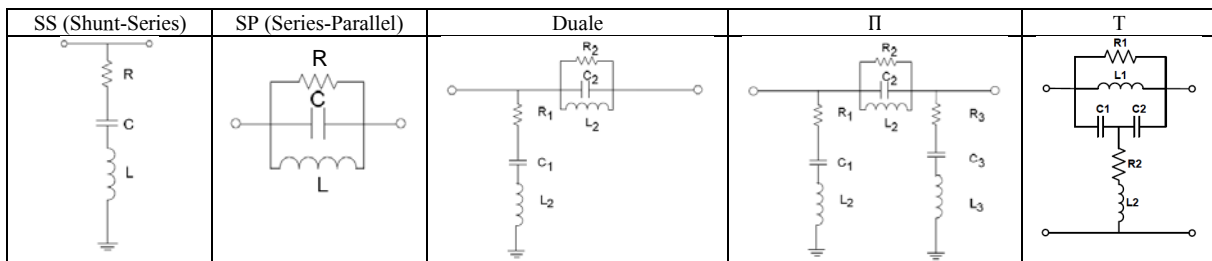 SS (Shunt-Series)
SP (Series-Parallel)
Duale
Π
T
R
C
L
R
C
L
R2
C2
L2
R1
C1
L2
R2
C2
L2
R1
C1
L2
R3
C3
L3
R1
L1
C1 C2
R2
L2